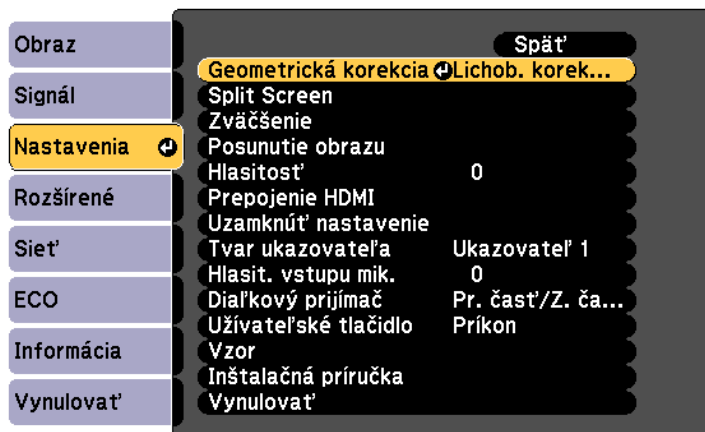 Obraz
Signál
Nastavenia
Rozšírené
Sieť
ECO
Informácia
Vynulovať
Späť
Geometrická korekcia Lichob. korek...
Split Screen
Zväčšenie
Posunutie obrazu
Hlasitosť 0
Prepojenie HDMI
Uzamknúť nastavenie
Tvar ukazovateľa Ukazovateľ 1
Hlasit. vstupu mik. 0
Diaľkový prijímač Pr. časť/Z. ča...
Užívateľské tlačidlo Príkon
Vzor
Inštalačná príručka
Vynulovať